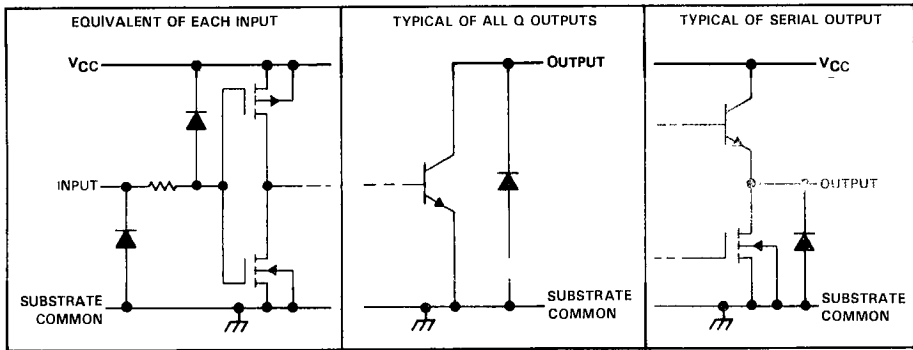 EQUIVALENT OF EACH INPUT
VCC
INPUT
SUBSTRATE
COMMON
TYPICAL OF ALL Q OUTPUTS
OUTPUT
SUBSTRATE
COMMON
TYPICAL OF SERIAL OUTPUT
VCC
OUTPUT
SUBSTRATE
COMMON